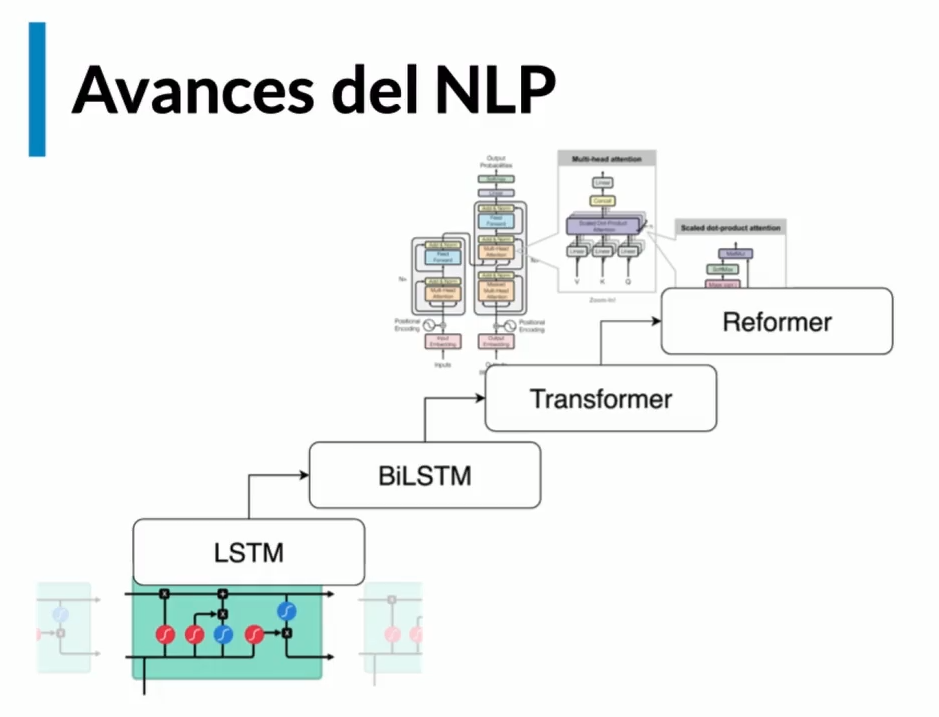 Avances del NLP
Output
Probabilities
Softmax
Linear
Add & Norm
Feed
Forward
Add & Norm
Multi-Head
Attention
Add & Norm
Masked
Multi-Head
Attention
Add & Norm
Feed
Forward
Add & Norm
Multi-Head
Attention
Positional
Encoding
Positional
Encoding
Input
Embedding
Output
Embedding
Inputs
Multi-head attention
Linear
Concat
Scaled Dot-Product
Attention
Linear
Linear
Linear
V K Q
Zoom-In!
Scaled dot-product attention
MatMul
SoftMax
Reformer
Transformer
BiLSTM
LSTM
x
+
x
x